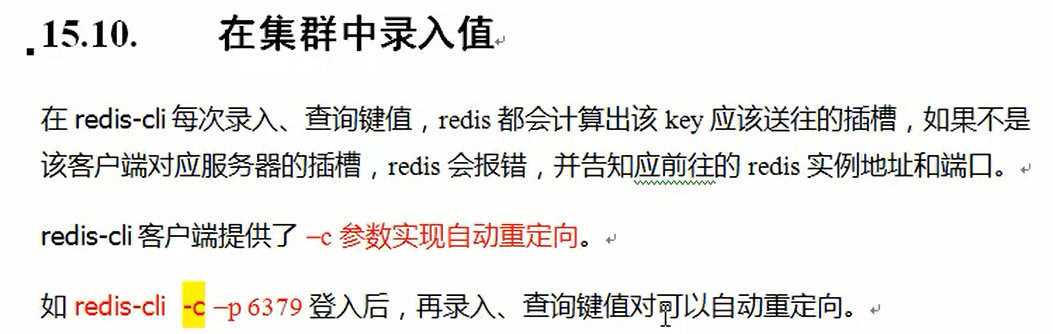 15.10. 在集群中录入值
在 redis-cli 每次录入、查询键值，redis 都会计算出该 key 应该送往的插槽，如果不是
该客户端对应服务器的插槽，redis 会报错，并告知应前往的 redis 实例地址和端口。
redis-cli 客户端提供了 –c 参数实现自动重定向。
如 redis-cli -c –p 6379 登入后，再录入、查询键值对可以自动重定向。